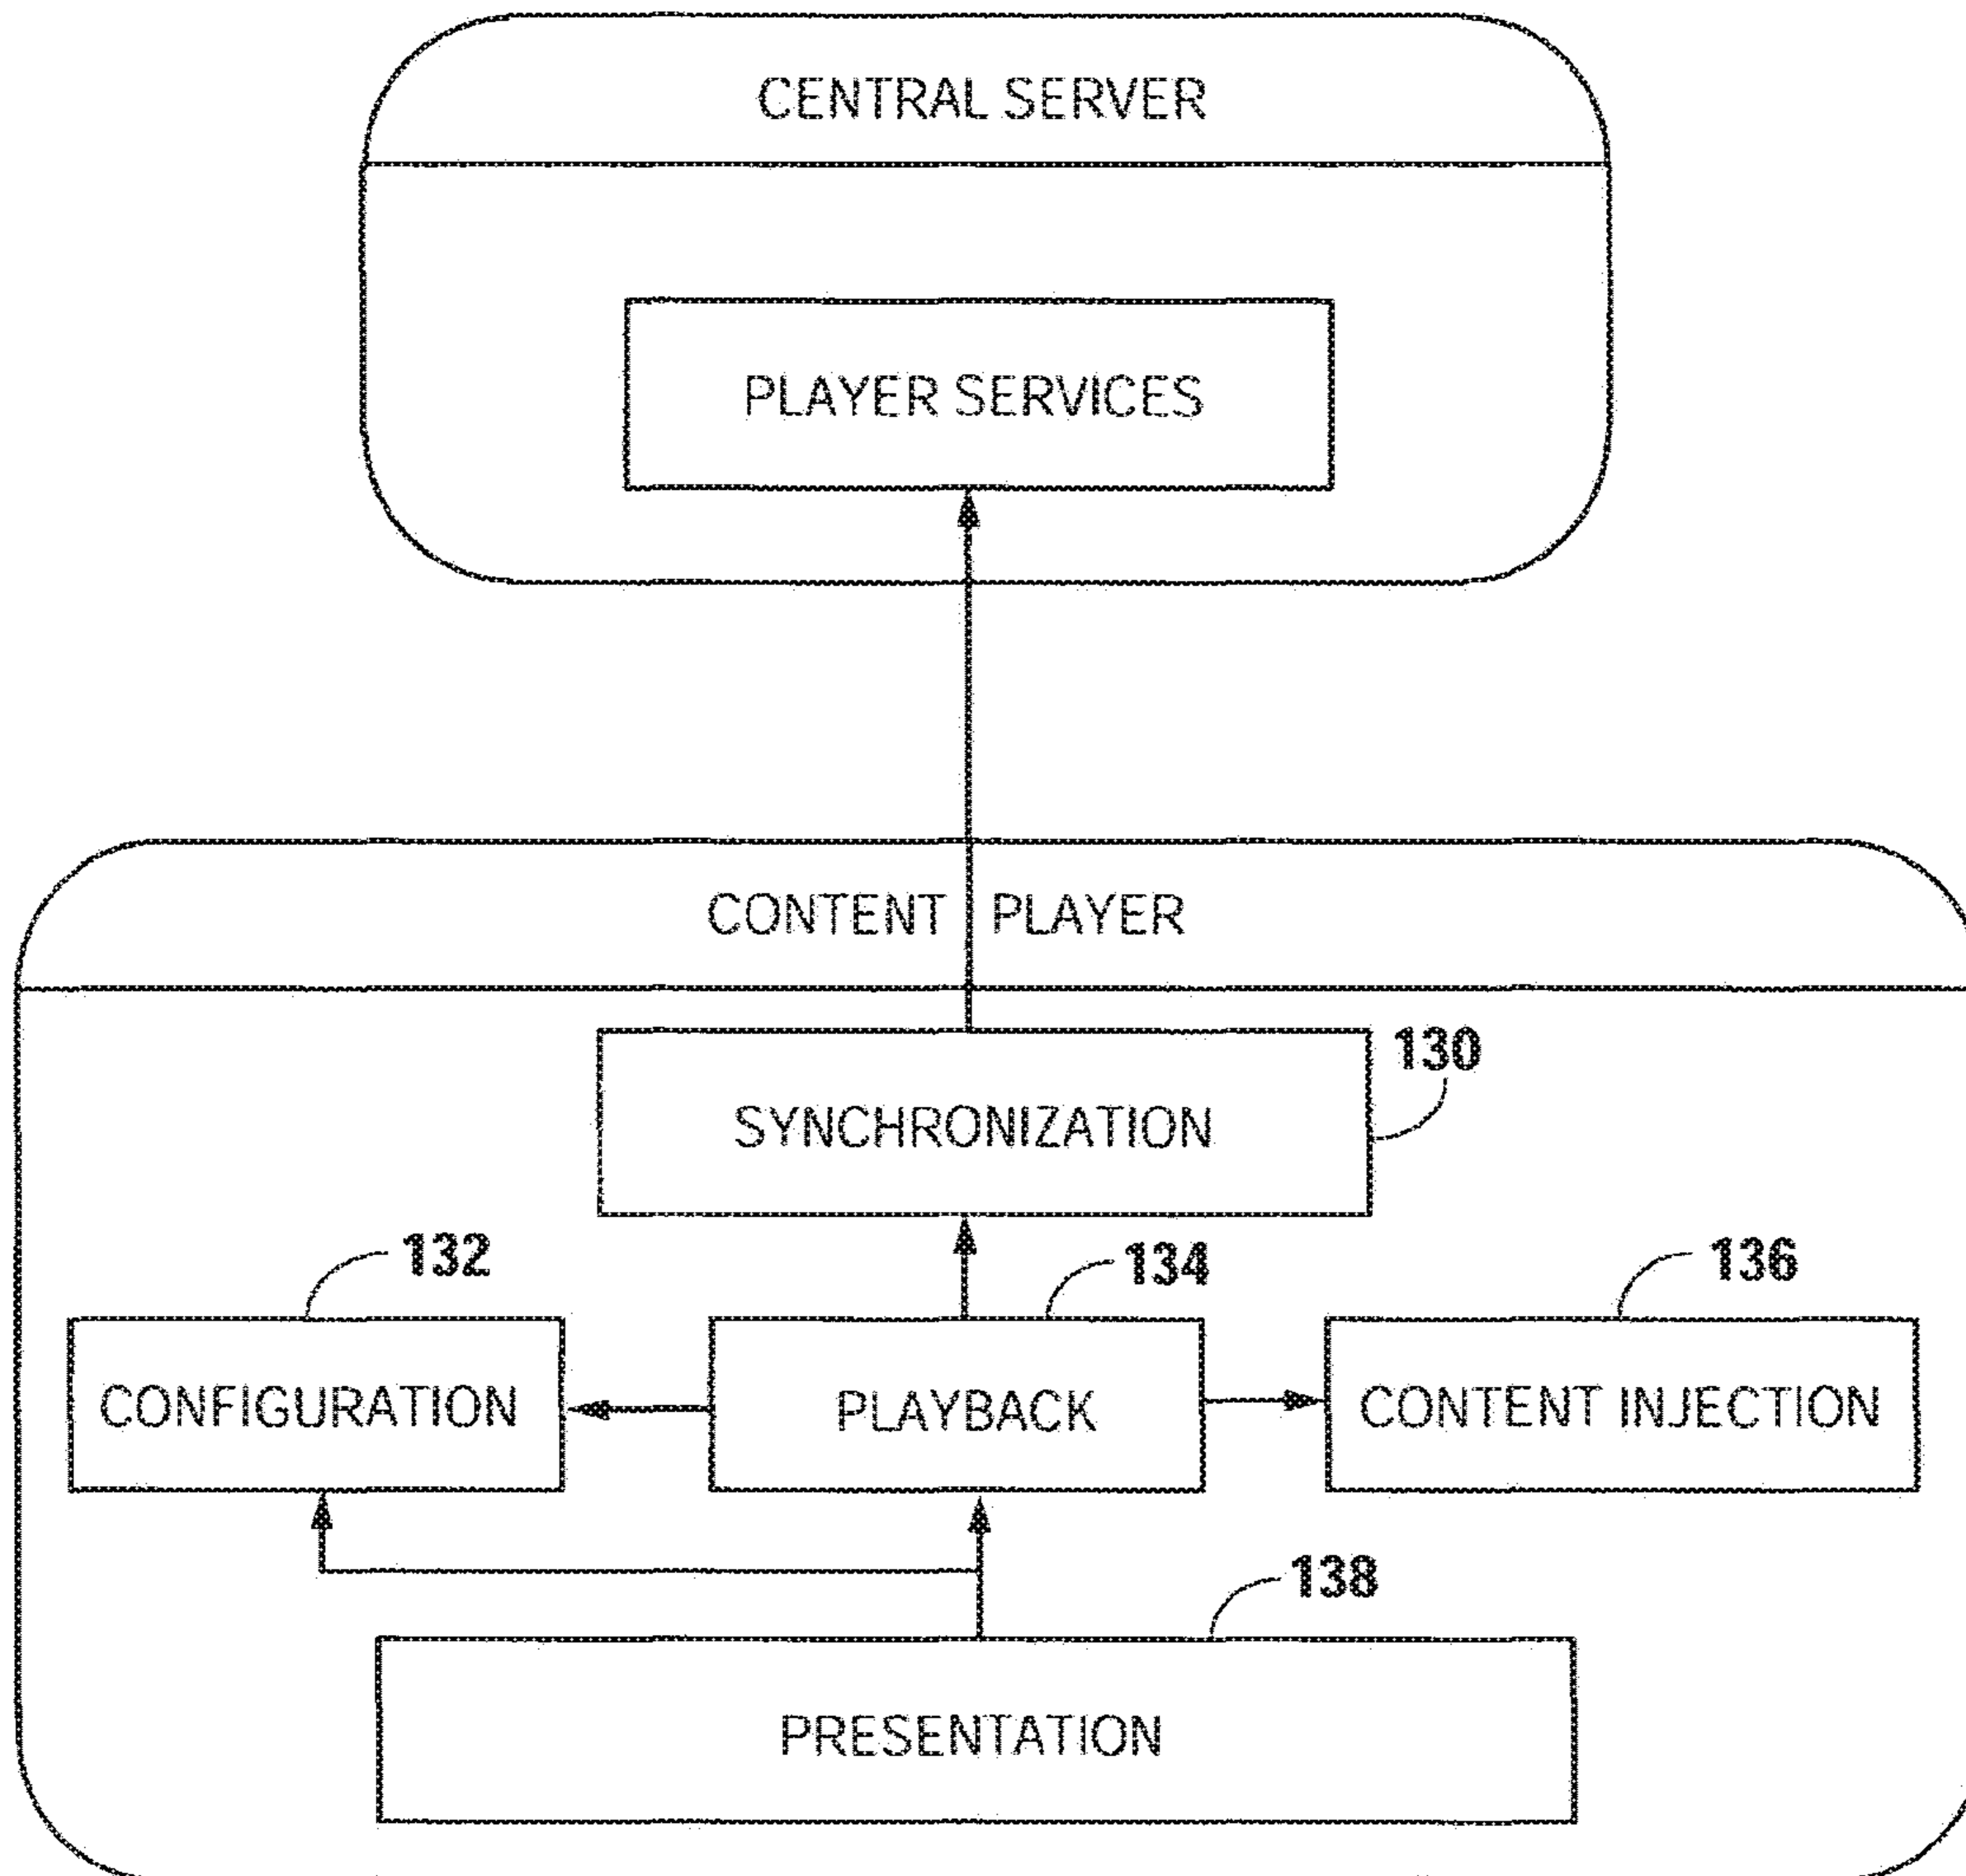 CENTRAL SERVER
PLAYER SERVICES
CONTENT PLAYER
130
SYNCHRONIZATION
132
134
136
CONFIGURATION
PLAYBACK
CONTENT INJECTION
138
PRESENTATION